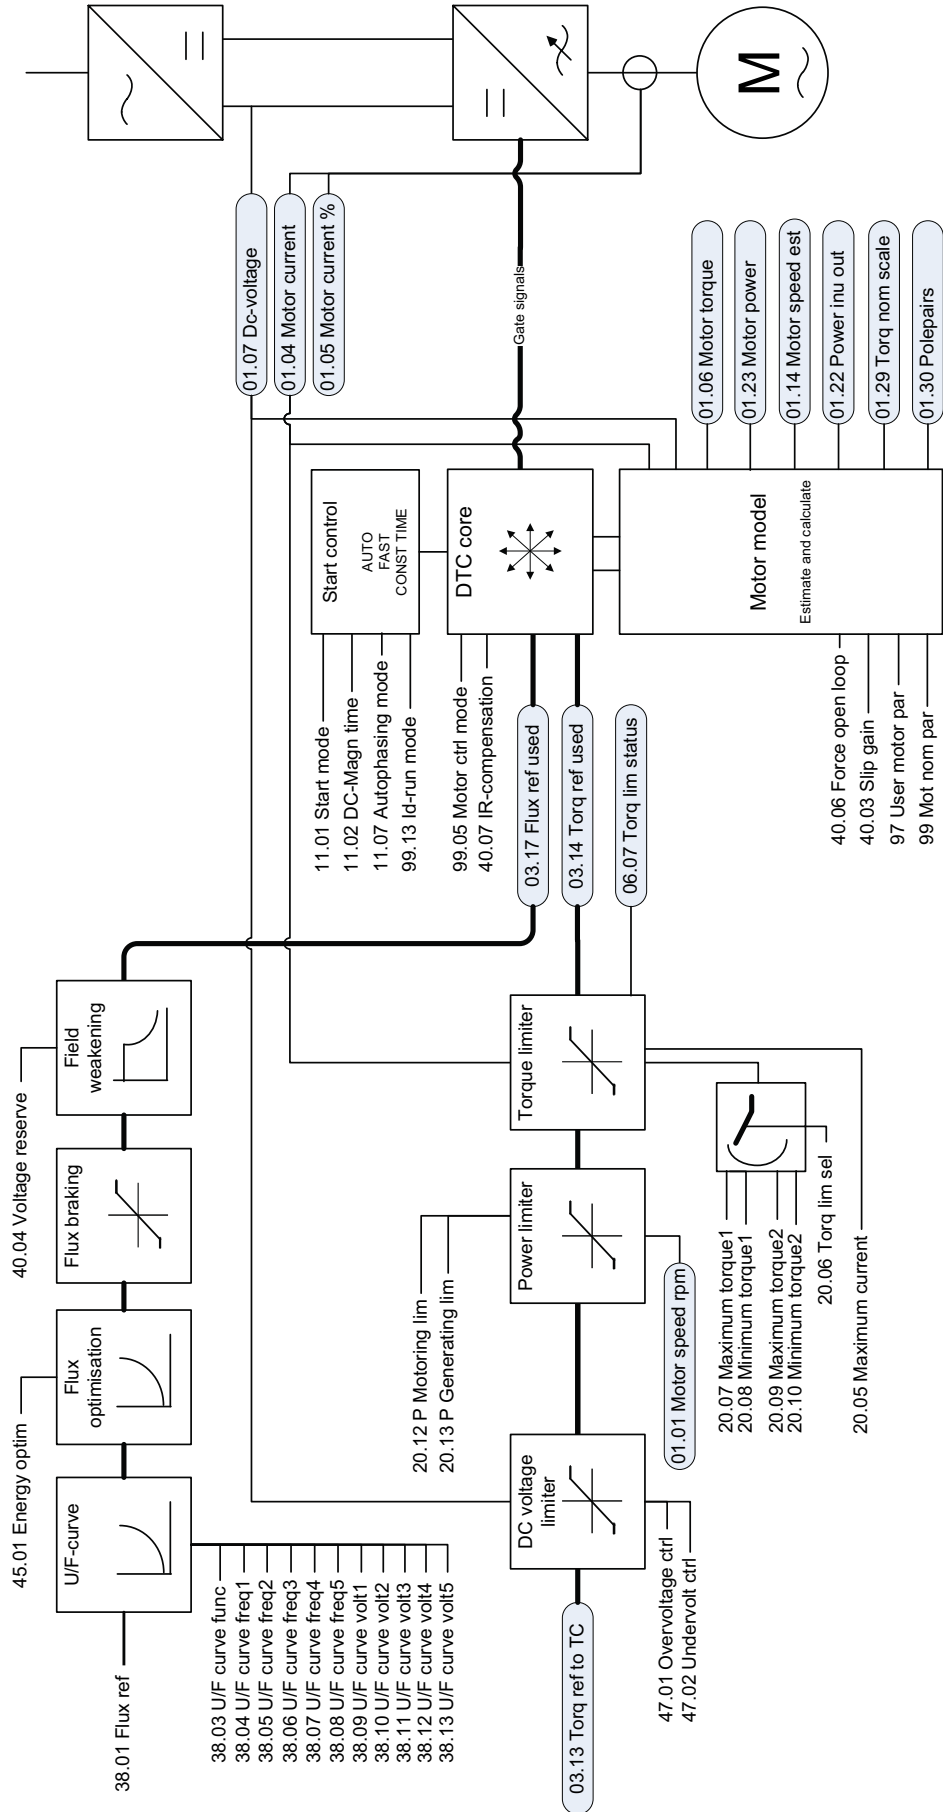 38.01 Flux ref
U/F-curve
38.03 U/F curve func
38.04 U/F curve freq1
38.05 U/F curve freq2
38.06 U/F curve freq3
38.07 U/F curve freq4
38.08 U/F curve freq5
38.09 U/F curve volt1
38.10 U/F curve volt2
38.11 U/F curve volt3
38.12 U/F curve volt4
38.13 U/F curve volt5
45.01 Energy optim
Flux
optimisation
Flux braking
40.04 Voltage reserve
Field
weakening
03.13 Torq ref to TC
DC voltage
limiter
47.01 Overvoltage ctrl
47.02 Undervolt ctrl
20.12 P Motoring lim
20.13 P Generating lim
Power limiter
01.01 Motor speed rpm
Torque limiter
20.07 Maximum torque1
20.08 Minimum torque1
20.09 Maximum torque2
20.10 Minimum torque2
20.06 Torq lim sel
20.05 Maximum current
11.01 Start mode
11.02 DC-Magn time
11.07 Autophasing mode
99.13 Id-run mode
Start control
AUTO
FAST
CONST TIME
99.05 Motor ctrl mode
40.07 IR-compensation
03.17 Flux ref used
03.14 Torq ref used
06.07 Torq lim status
DTC core
40.06 Force open loop
40.03 Slip gain
97 User motor par
99 Mot nom par
Motor model
Estimate and calculate
01.07 Dc-voltage
01.04 Motor current
01.05 Motor current %
Gate signals
01.06 Motor torque
01.23 Motor power
01.14 Motor speed est
01.22 Power inu out
01.29 Torq nom scale
01.30 Polepairs
M